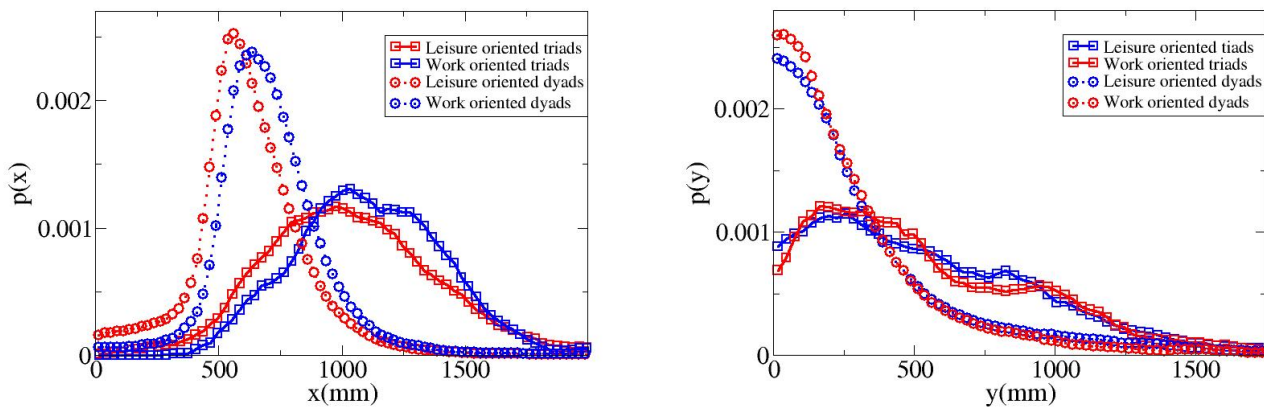 Leisure oriented triads
Work oriented triads
Leisure oriented dyads
Work oriented dyads
0.002
0.001
0
p(x)
0
500
1000
1500
x(mm)
Leisure oriented tiads
Work oriented triads
Leisure oriented dyads
Work oriented dyads
0.002
0.001
0
p(y)
0
500
1000
1500
y(mm)